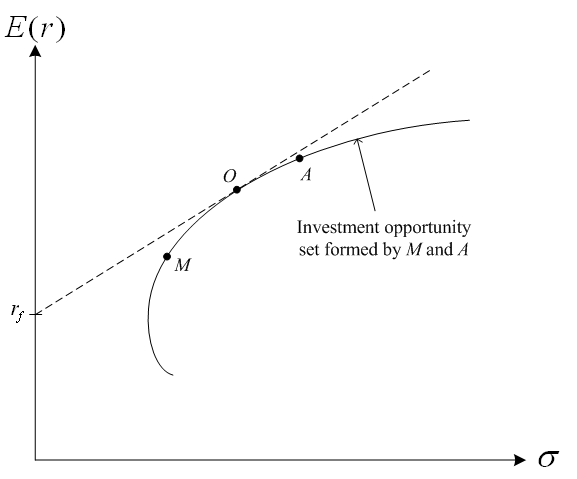 E(r)
O
A
Investment opportunity
set formed by M and A
M
r_f
σ